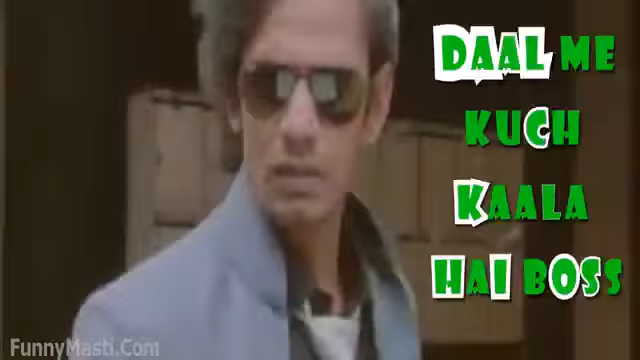 DAAL ME
KUCH
KAALA
HAI BOSS
FunnyMasti.Com